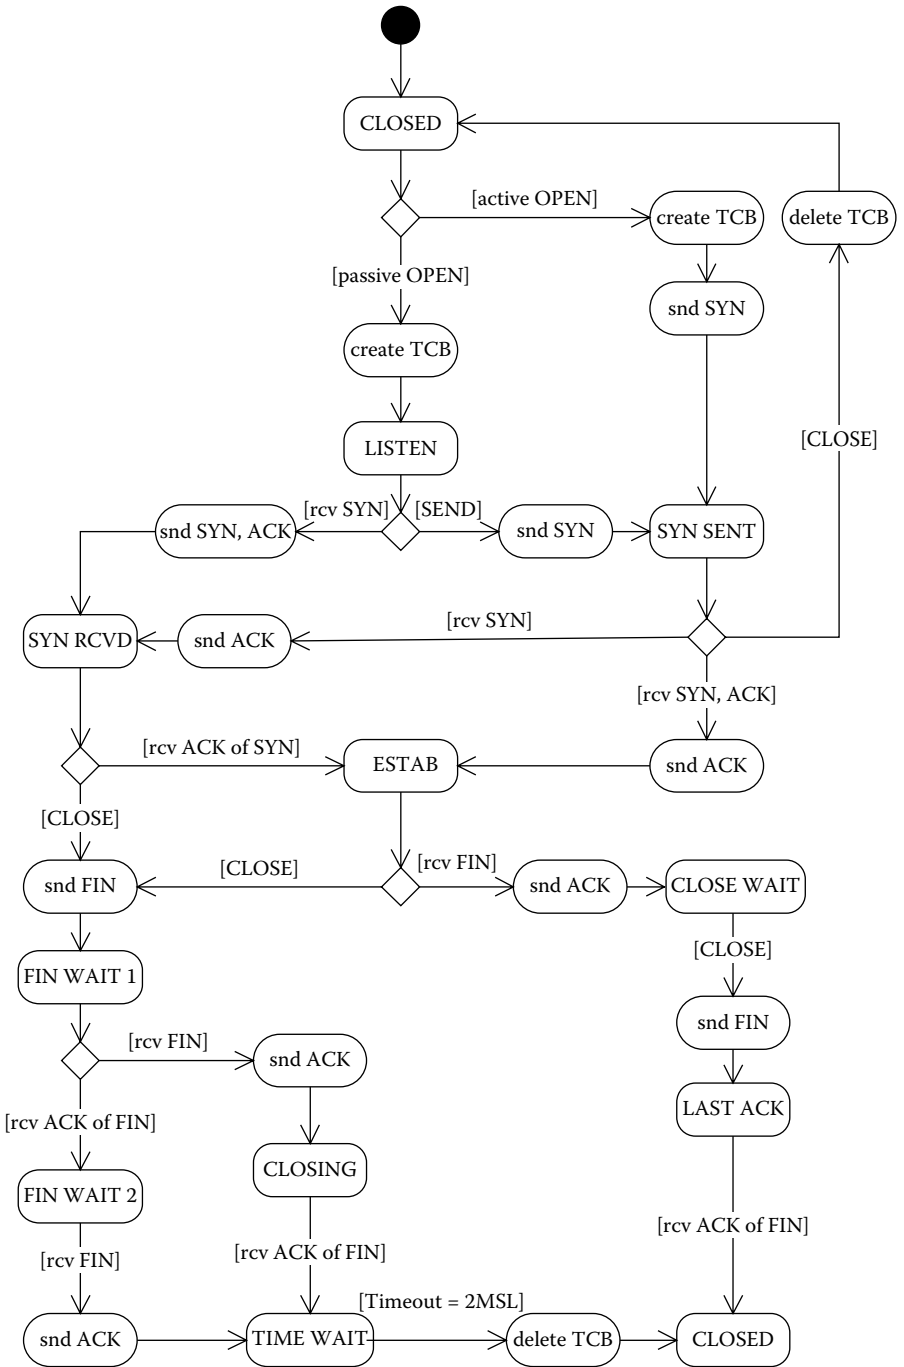 CLOSED
[active OPEN]
create TCB
delete TCB
[passive OPEN]
snd SYN
create TCB
[CLOSE]
LISTEN
[rcv SYN]
[SEND]
snd SYN, ACK
snd SYN
SYN SENT
[rcv SYN]
SYN RCVD
snd ACK
[rcv SYN, ACK]
[rcv ACK of SYN]
ESTAB
snd ACK
[CLOSE]
[CLOSE]
[rcv FIN]
snd FIN
snd ACK
CLOSE WAIT
[CLOSE]
FIN WAIT 1
snd FIN
[rcv FIN]
snd ACK
LAST ACK
[rcv ACK of FIN]
CLOSING
FIN WAIT 2
[rcv ACK of FIN]
[rcv FIN]
[rcv ACK of FIN]
[Timeout = 2MSL]
snd ACK
TIME WAIT
delete TCB
CLOSED